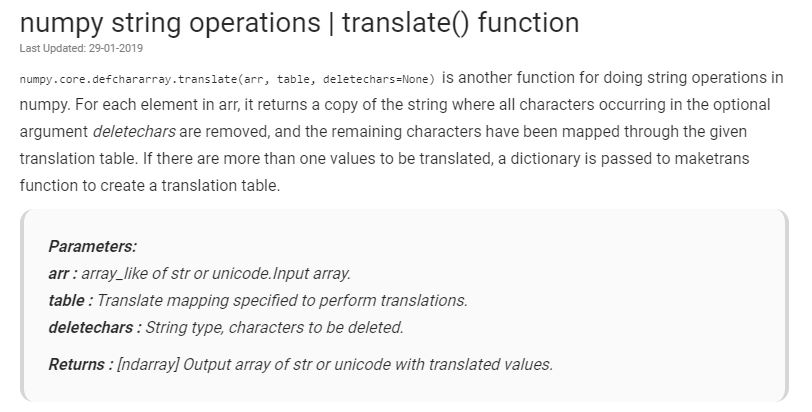 numpy string operations | translate() function
Last Updated: 29-01-2019
numpy.core.defchararray.translate(arr, table, deletechars=None) is another function for doing string operations in
numpy. For each element in arr, it returns a copy of the string where all characters occurring in the optional
argument deletechars are removed, and the remaining characters have been mapped through the given
translation table. If there are more than one values to be translated, a dictionary is passed to maketrans
function to create a translation table.
Parameters:
arr : array_like of str or unicode.Input array.
table : Translate mapping specified to perform translations.
deletechars : String type, characters to be deleted.
Returns : [ndarray] Output array of str or unicode with translated values.